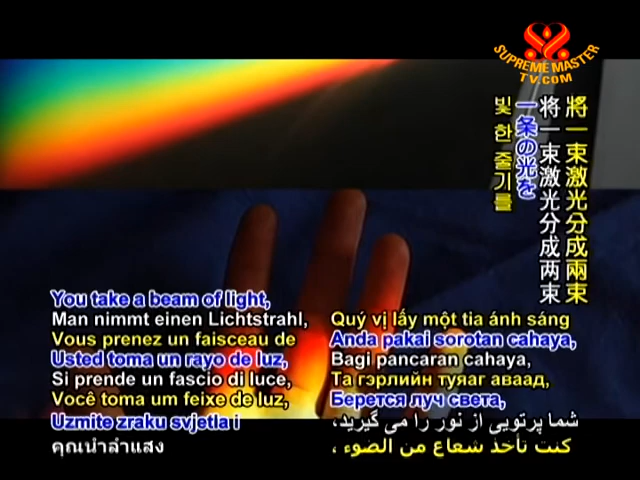 SUPREME MASTER
TV.COM
將一束激光分成兩束
将一束激光分成两束
一条の光を
빛 한 줄기를
You take a beam of light,
Man nimmt einen Lichtstrahl,
Vous prenez un faisceau de
Usted toma un rayo de luz,
Si prende un fascio di luce,
Você toma um feixe de luz,
Uzmite zraku svjetla i
คุณนำลำแสง
Quý vị lấy một tia ánh sáng
Anda pakai sorotan cahaya,
Bagi pancaran cahaya,
Та гэрлийн туяаг аваад,
Берется луч света,
شما پرتویی از نور را می گیرید،
كنت تأخذ شعاع من الضوء ،